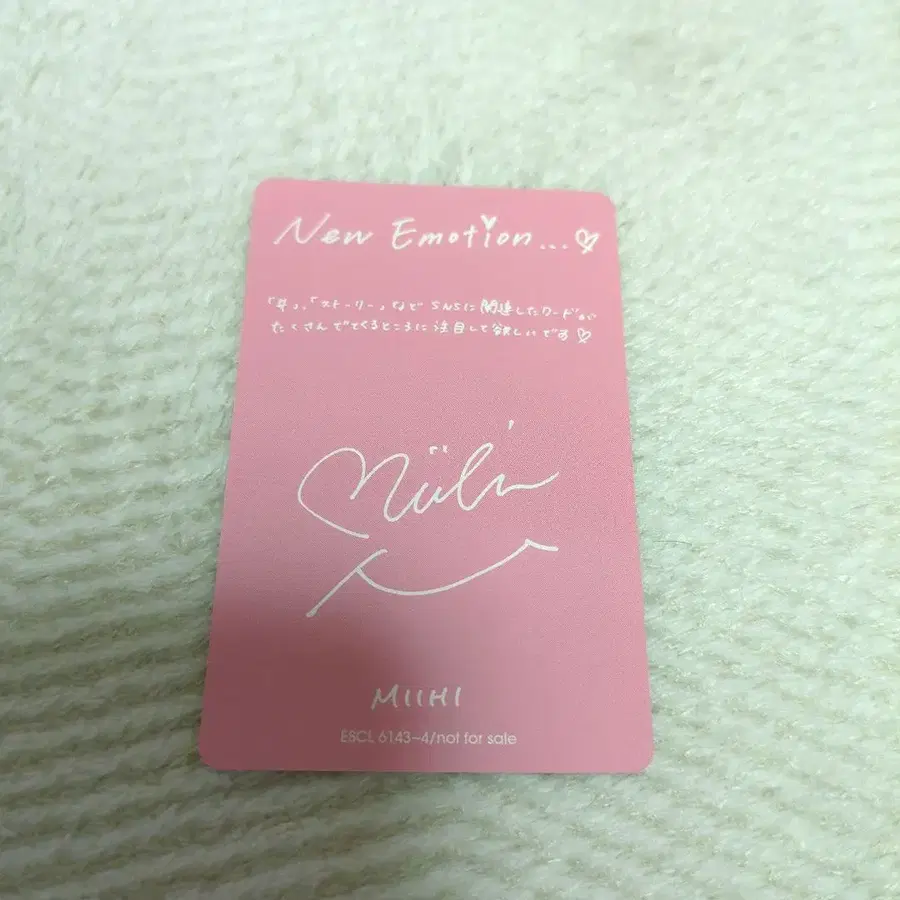 New Emotion...♡
「#」、「ストーリー」など SNSに関連したワードが
たくさんでてくるところに注目して欲しいです♡
Miihi
MIIHI
ESCL 6143~4/not for sale